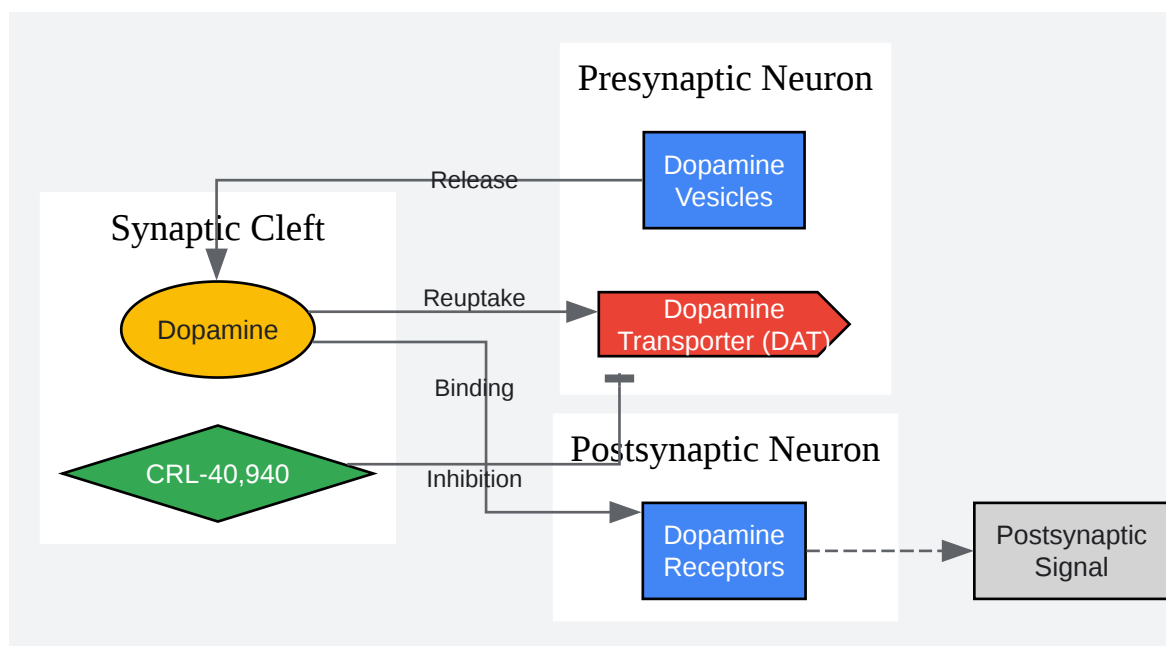 Presynaptic Neuron
Dopamine
Vesicles
Release
Synaptic Cleft
Reuptake
Dopamine
Transporter (DAT)
Dopamine
Binding
Postsynaptic Neuron
CRL-40,940
Inhibition
Dopamine
Receptors
Postsynaptic
Signal